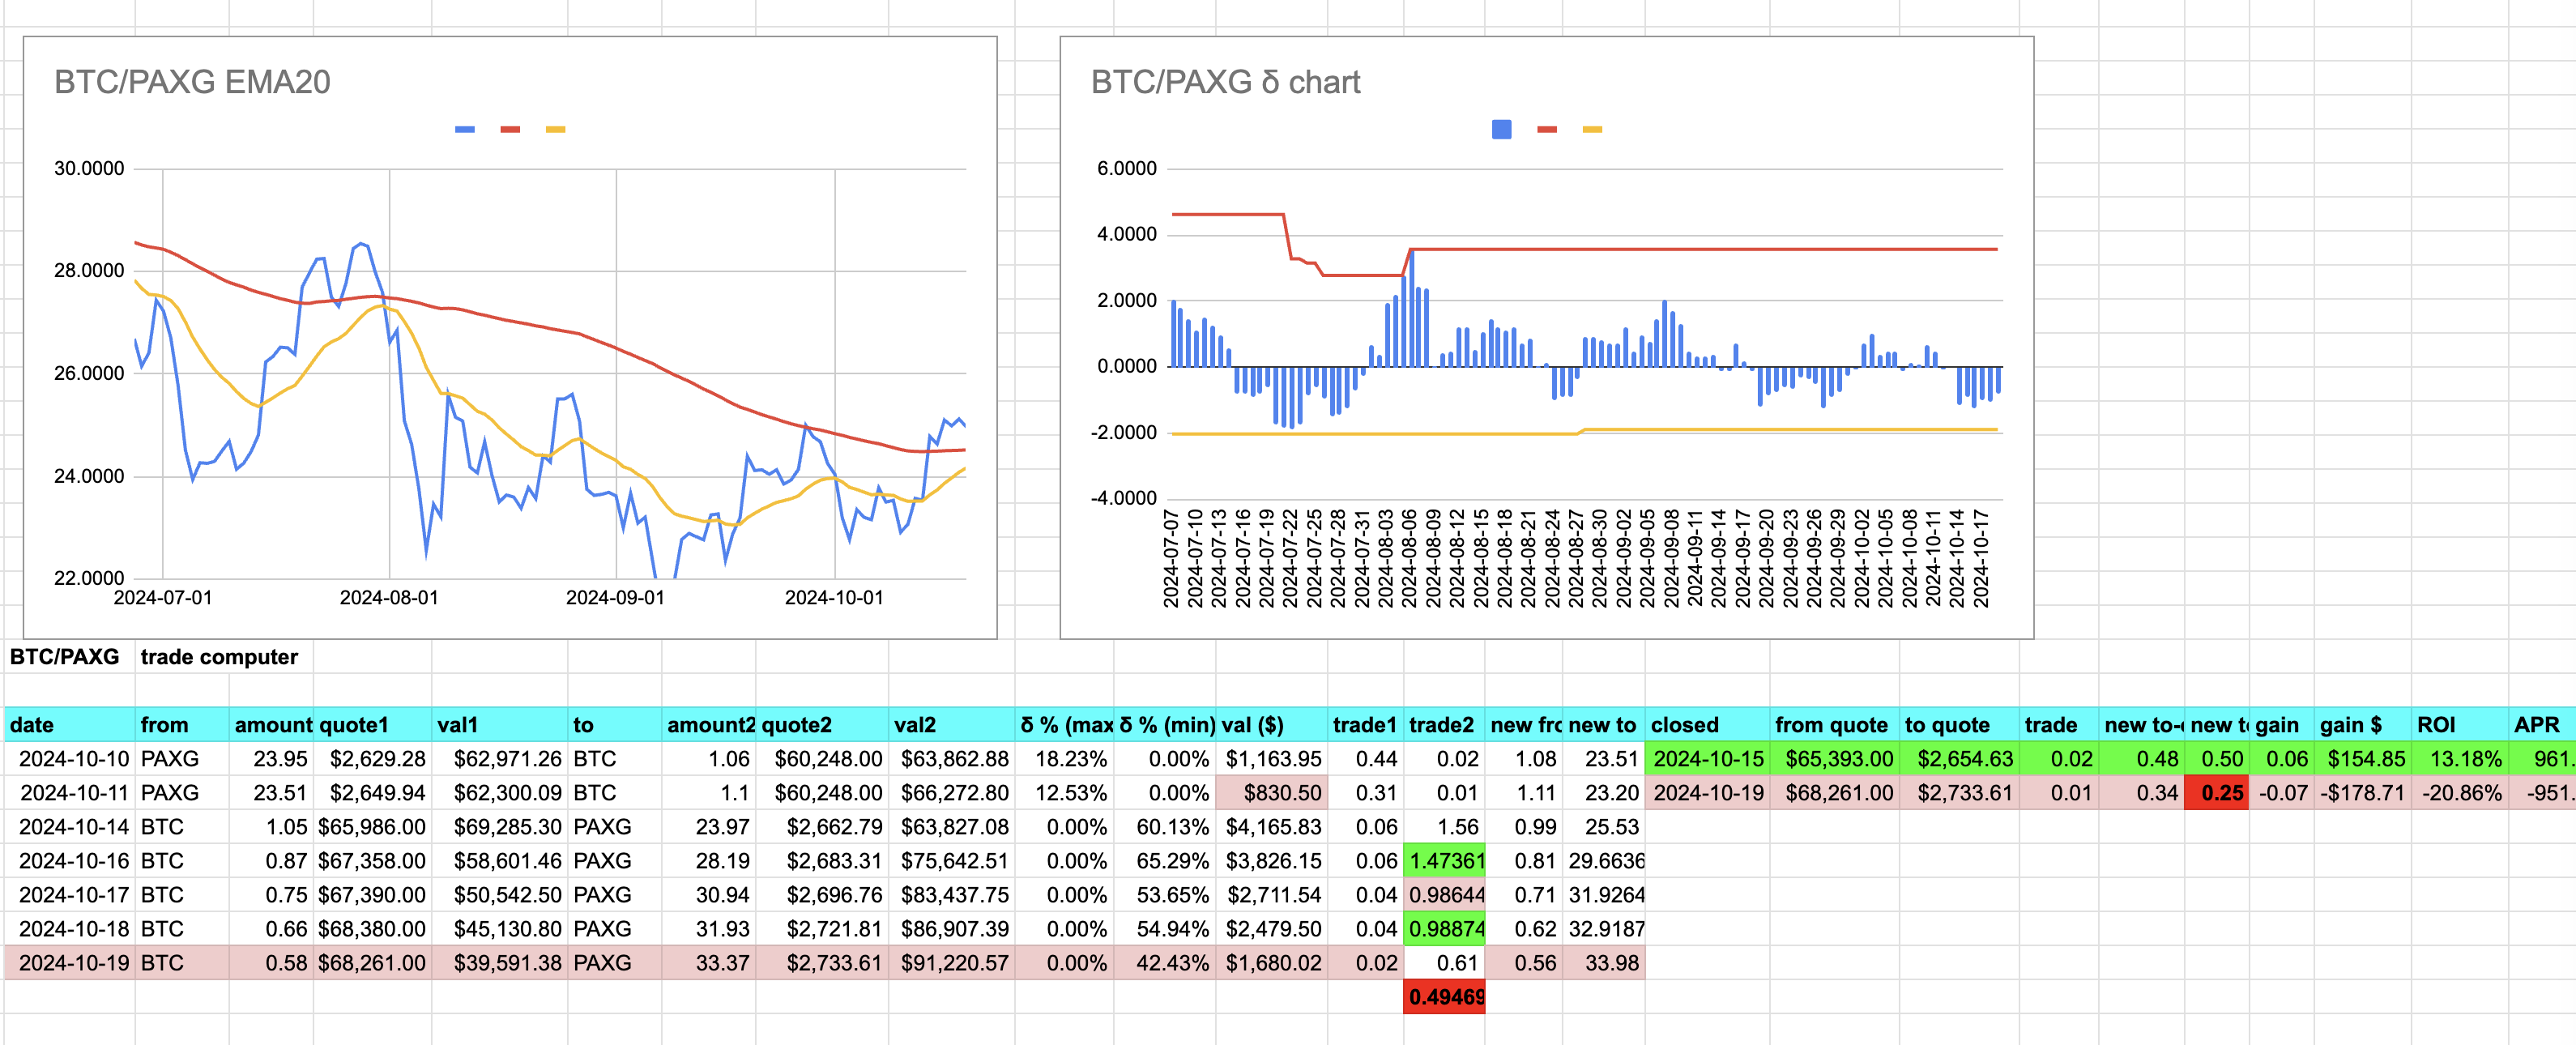 BTC/PAXG EMA20
30.0000
28.0000
26.0000
24.0000
22.0000
2024-07-01 2024-08-01 2024-09-01 2024-10-01
BTC/PAXG δ chart
6.0000
4.0000
2.0000
0.0000
-2.0000
-4.0000
2024-07-07 2024-07-10 2024-07-13 2024-07-16 2024-07-19 2024-07-22 2024-07-25 2024-07-28 2024-07-31 2024-08-03 2024-08-06 2024-08-09 2024-08-12 2024-08-15 2024-08-18 2024-08-21 2024-08-24 2024-08-27 2024-08-30 2024-09-02 2024-09-05 2024-09-08 2024-09-11 2024-09-14 2024-09-17 2024-09-20 2024-09-23 2024-09-26 2024-09-29 2024-10-02 2024-10-05 2024-10-08 2024-10-11 2024-10-14 2024-10-17
BTC/PAXG trade computer
date from amount quote1 val1 to amount2 quote2 val2 δ % (max δ % (min) val ($) trade1 trade2 new fro new to closed from quote to quote trade new to- new to gain gain $ ROI APR
2024-10-10 PAXG 23.95 $2,629.28 $62,971.26 BTC 1.06 $60,248.00 $63,862.88 18.23% 0.00% $1,163.95 0.44 0.02 1.08 23.51 2024-10-15 $65,393.00 $2,654.63 0.02 0.48 0.50 0.06 $154.85 13.18% 961.
2024-10-11 PAXG 23.51 $2,649.94 $62,300.09 BTC 1.1 $60,248.00 $66,272.80 12.53% 0.00% $830.50 0.31 0.01 1.11 23.20 2024-10-19 $68,261.00 $2,733.61 0.01 0.34 0.25 -0.07 -$178.71 -20.86% -951.
2024-10-14 BTC 1.05 $65,986.00 $69,285.30 PAXG 23.97 $2,662.79 $63,827.08 0.00% 60.13% $4,165.83 0.06 1.56 0.99 25.53
2024-10-16 BTC 0.87 $67,358.00 $58,601.46 PAXG 28.19 $2,683.31 $75,642.51 0.00% 65.29% $3,826.15 0.06 1.47361 0.81 29.6636
2024-10-17 BTC 0.75 $67,390.00 $50,542.50 PAXG 30.94 $2,696.76 $83,437.75 0.00% 53.65% $2,711.54 0.04 0.98644 0.71 31.9264
2024-10-18 BTC 0.66 $68,380.00 $45,130.80 PAXG 31.93 $2,721.81 $86,907.39 0.00% 54.94% $2,479.50 0.04 0.98874 0.62 32.9187
2024-10-19 BTC 0.58 $68,261.00 $39,591.38 PAXG 33.37 $2,733.61 $91,220.57 0.00% 42.43% $1,680.02 0.02 0.61 0.56 33.98
0.49469